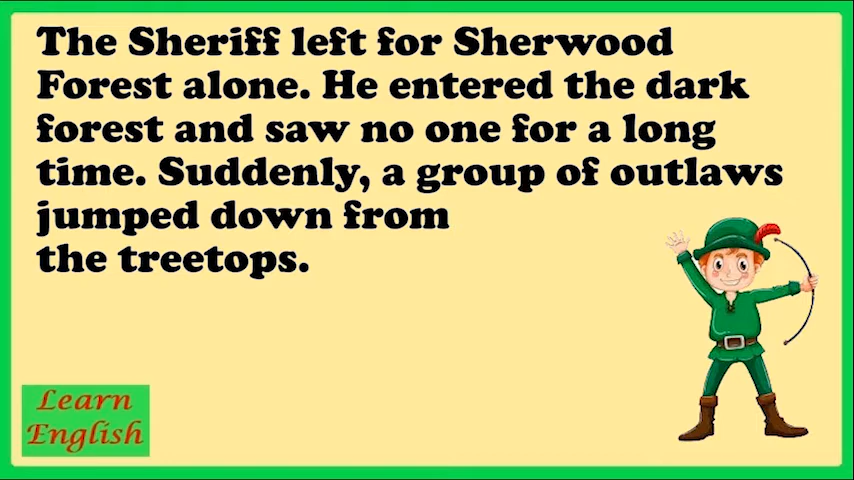 The Sheriff left for Sherwood
Forest alone. He entered the dark
forest and saw no one for a long
time. Suddenly, a group of outlaws
jumped down from
the treetops.
Learn
English